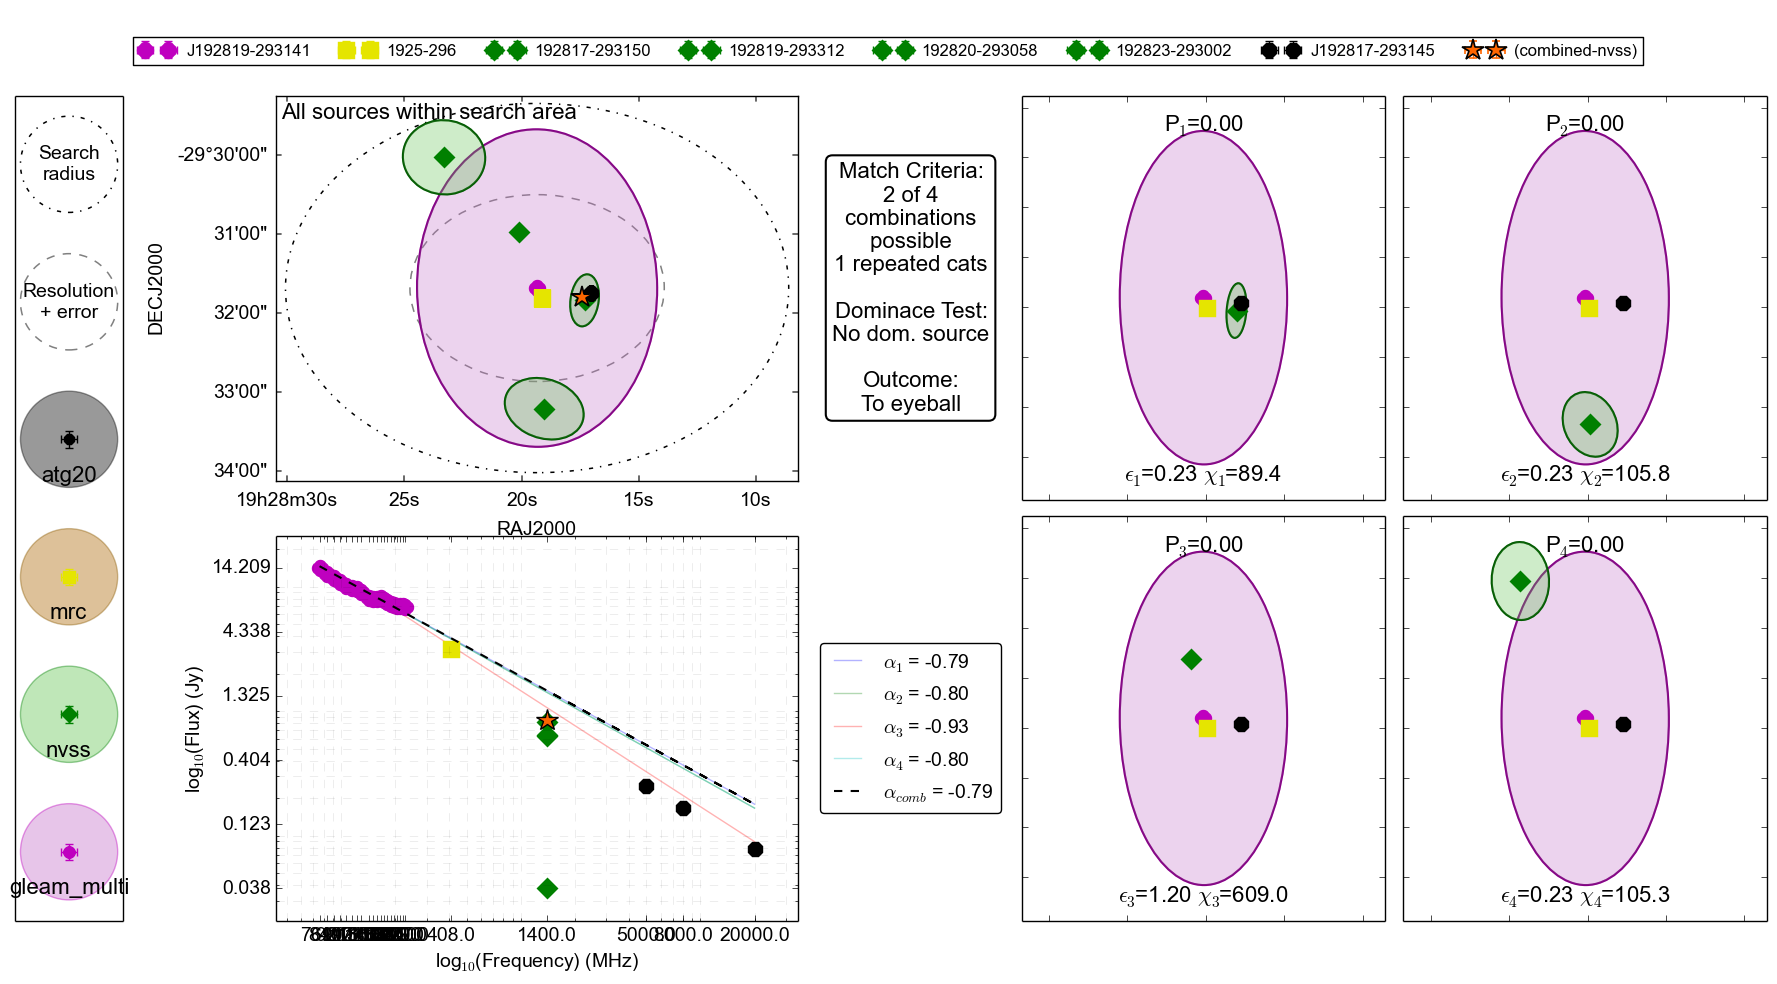 J192819-293141 1925-296 192817-293150 192819-293312 192820-293058 192823-293002 J192817-293145 (combined-nvss)
Search
radius
Resolution
+ error
atg20
mrc
nvss
gleam_multi
All sources within search area
DECJ2000
-29°30'00"
31'00"
32'00"
33'00"
34'00"
19h28m30s 25s 20s 15s 10s
RAJ2000
Match Criteria:
2 of 4
combinations
possible
1 repeated cats
Dominace Test:
No dom. source
Outcome:
To eyeball
P₁=0.00
ϵ₁=0.23 χ₁=89.4
P₂=0.00
ϵ₂=0.23 χ₂=105.8
P₃=0.00
ϵ₃=1.20 χ₃=609.0
P₄=0.00
ϵ₄=0.23 χ₄=105.3
log₁₀(Flux) (Jy)
14.209
4.338
1.325
0.404
0.123
0.038
408.0 1400.0 5000.0 8000.0 20000.0
log₁₀(Frequency) (MHz)
α₁ = -0.79
α₂ = -0.80
α₃ = -0.93
α₄ = -0.80
α_comb = -0.79